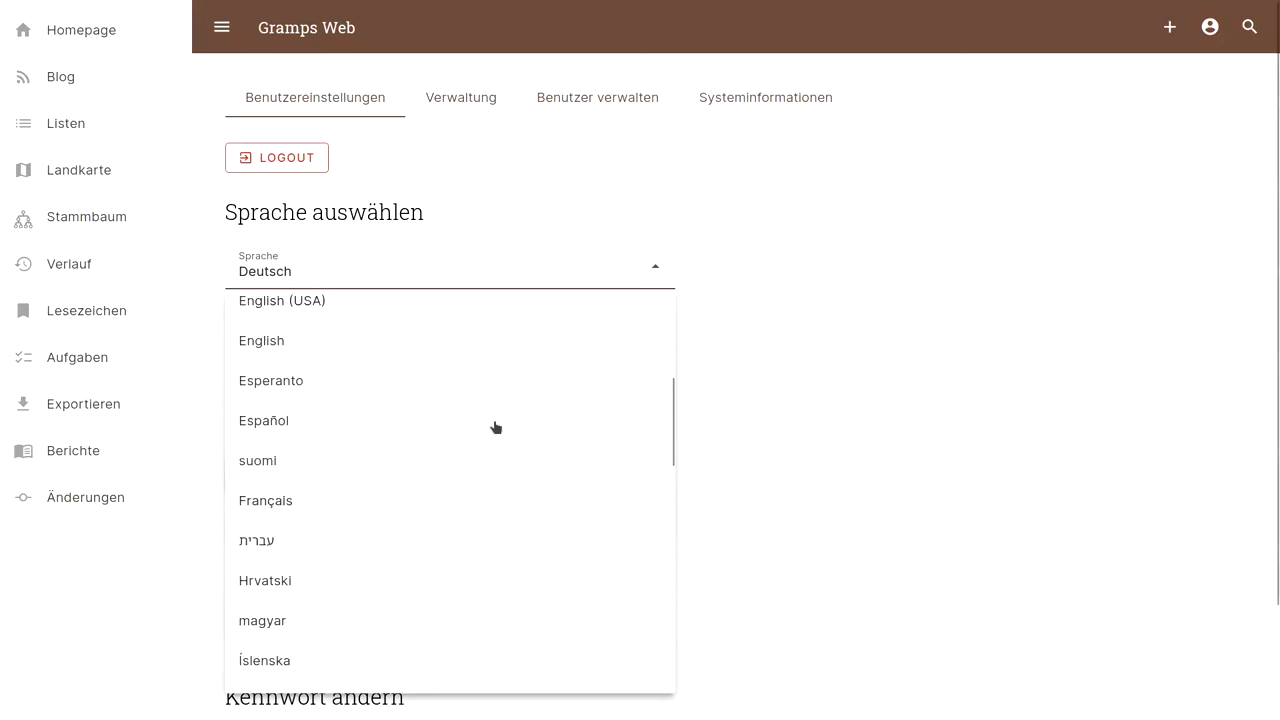 Homepage
Blog
Listen
Landkarte
Stammbaum
Verlauf
Lesezeichen
Aufgaben
Exportieren
Berichte
Änderungen
Gramps Web
Benutzereinstellungen
Verwaltung
Benutzer verwalten
Systeminformationen
LOGOUT
Sprache auswählen
Sprache
Deutsch
English (USA)
English
Esperanto
Español
suomi
Français
עברית
Hrvatski
magyar
Íslenska
Kennwort ändern